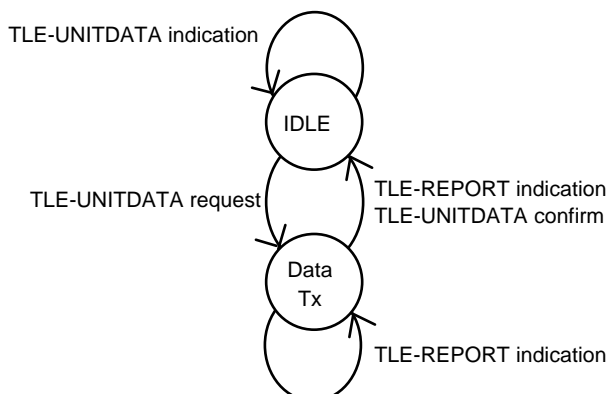 TLE-UNITDATA indication
IDLE
TLE-UNITDATA request
TLE-REPORT indication
TLE-UNITDATA confirm
Data
Tx
TLE-REPORT indication